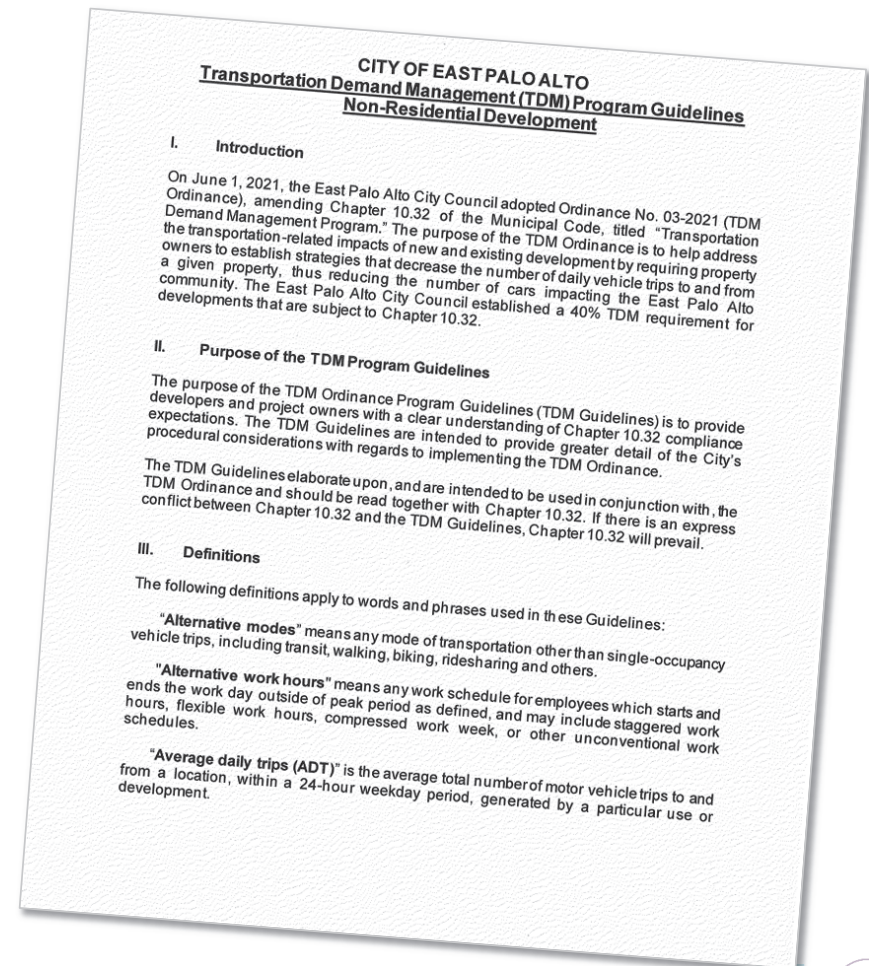 CITY OF EAST PALO ALTO
Transportation Demand Management (TDM) Program Guidelines
Non-Residential Development
I. Introduction
On June 1, 2021, the East Palo Alto City Council adopted Ordinance No. 03-2021 (TDM
Ordinance), amending Chapter 10.32 of the Municipal Code, titled “Transportation
Demand Management Program.” The purpose of the TDM Ordinance is to help address
the transportation-related impacts of new and existing development by requiring property
owners to establish strategies that decrease the number of daily vehicle trips to and from
a given property, thus reducing the number of cars impacting the East Palo Alto
community. The East Palo Alto City Council established a 40% TDM requirement for
developments that are subject to Chapter 10.32.
II. Purpose of the TDM Program Guidelines
The purpose of the TDM Ordinance Program Guidelines (TDM Guidelines) is to provide
developers and project owners with a clear understanding of Chapter 10.32 compliance
expectations. The TDM Guidelines are intended to provide greater detail of the City's
procedural considerations with regards to implementing the TDM Ordinance.
The TDM Guidelines elaborate upon, and are intended to be used in conjunction with, the
TDM Ordinance and should be read together with Chapter 10.32. If there is an express
conflict between Chapter 10.32 and the TDM Guidelines, Chapter 10.32 will prevail.
III. Definitions
The following definitions apply to words and phrases used in these Guidelines:
“Alternative modes” means any mode of transportation other than single-occupancy
vehicle trips, including transit, walking, biking, ridesharing and others.
"Alternative work hours" means any work schedule for employees which starts and
ends the work day outside of peak period as defined, and may include staggered work
hours, flexible work hours, compressed work week, or other unconventional work
schedules.
“Average daily trips (ADT)” is the average total number of motor vehicle trips to and
from a location, within a 24-hour weekday period, generated by a particular use or
development.